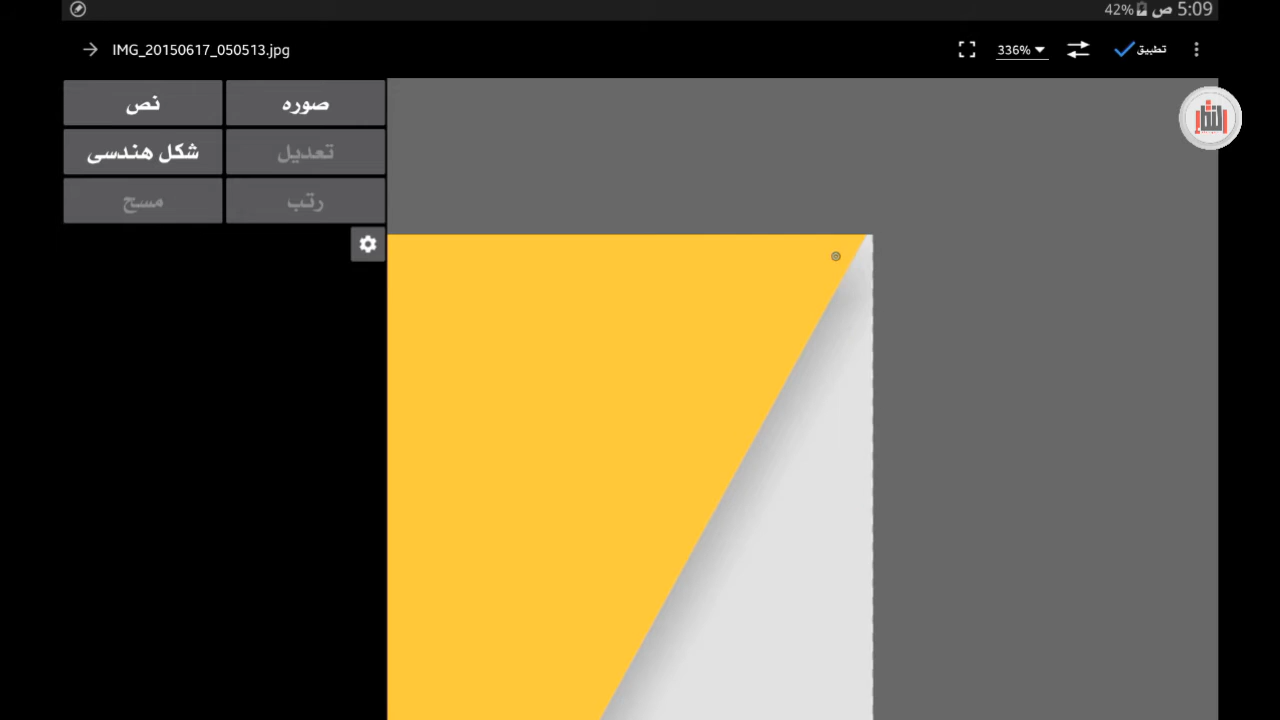 42% ص 5:09
IMG_20150617_050513.jpg
336%
تطبيق
نص
صوره
شكل هندسى
تعديل
مسح
رتب